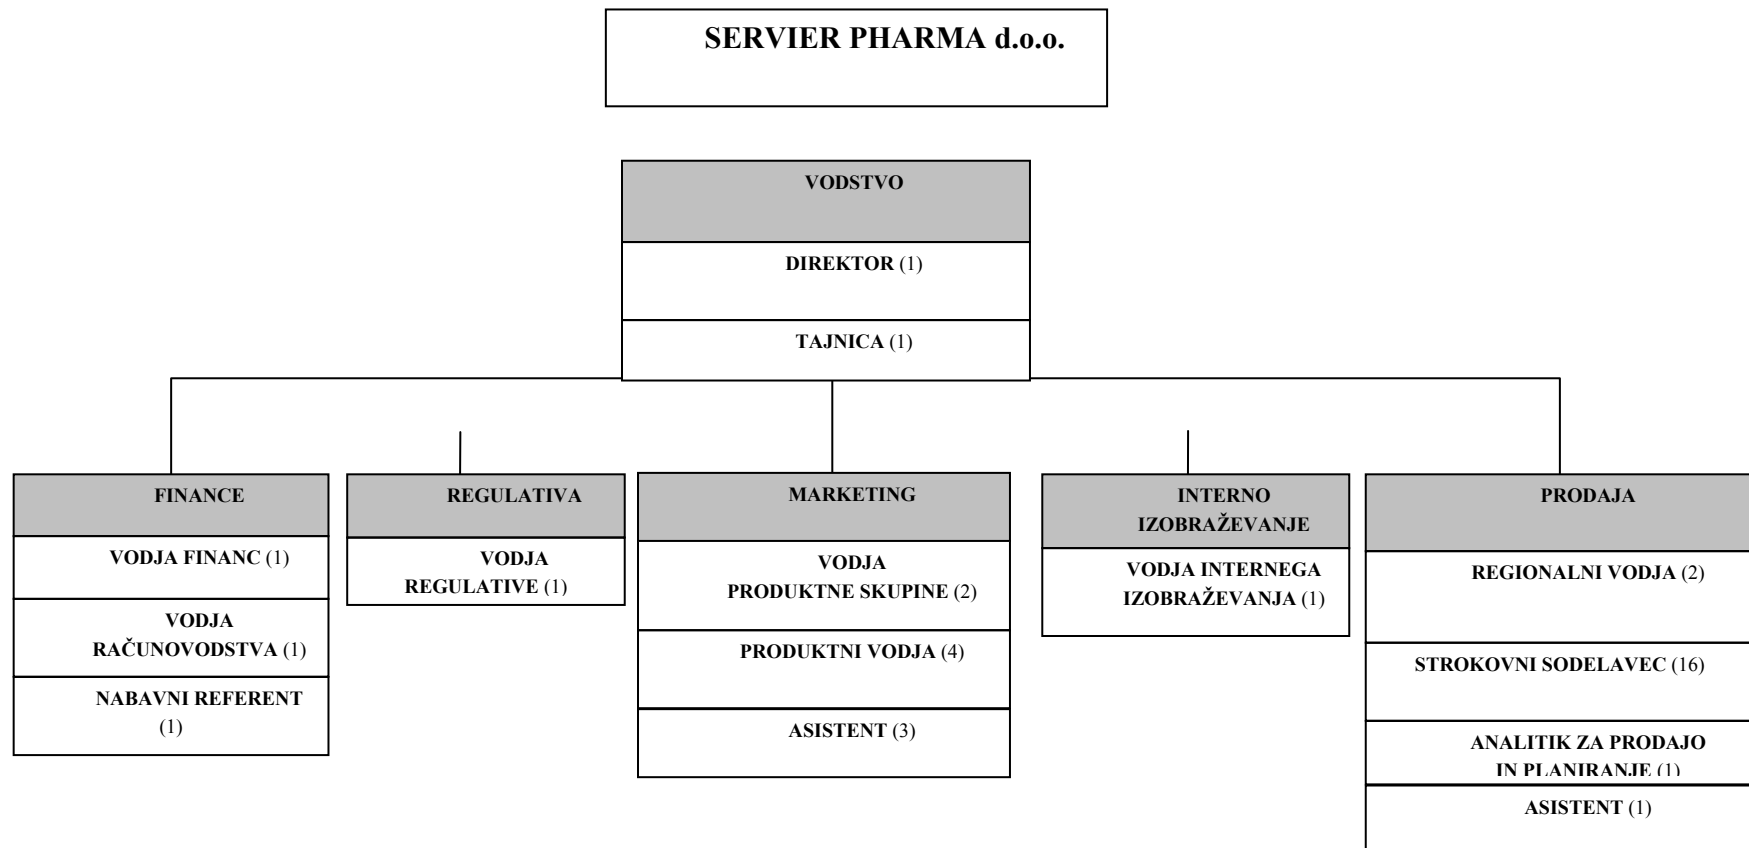 SERVIER PHARMA d.o.o.
VODSTVO
DIREKTOR (1)
TAJNICA (1)
FINANCE
VODJA FINANC (1)
VODJA
RAČUNOVODSTVA (1)
NABAVNI REFERENT
(1)
REGULATIVA
VODJA
REGULATIVE (1)
MARKETING
VODJA
PRODUKTNE SKUPINE (2)
PRODUKTNI VODJA (4)
ASISTENT (3)
INTERNO
IZOBRAŽEVANJE
VODJA INTERNEGA
IZOBRAŽEVANJA (1)
PRODAJA
REGIONALNI VODJA (2)
STROKOVNI SODELAVEC (16)
ANALITIK ZA PRODAJO
IN PLANIRANJE (1)
ASISTENT (1)